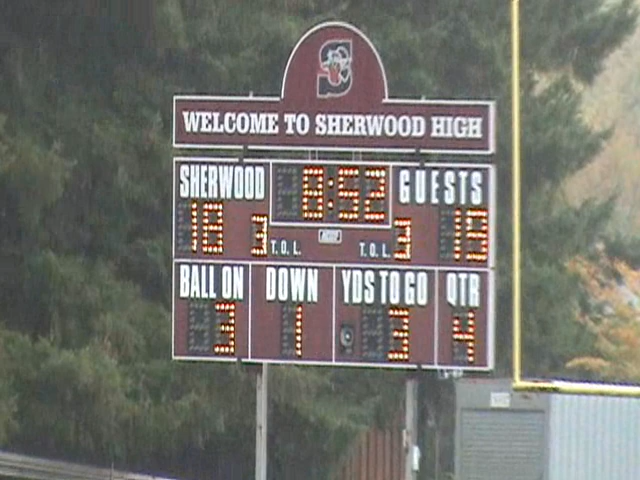 S
WELCOME TO SHERWOOD HIGH
SHERWOOD 8:52 GUESTS
18 3 T.O.L. T.O.L. 3 19
BALL ON DOWN YDS TO GO QTR
3 1 3 4